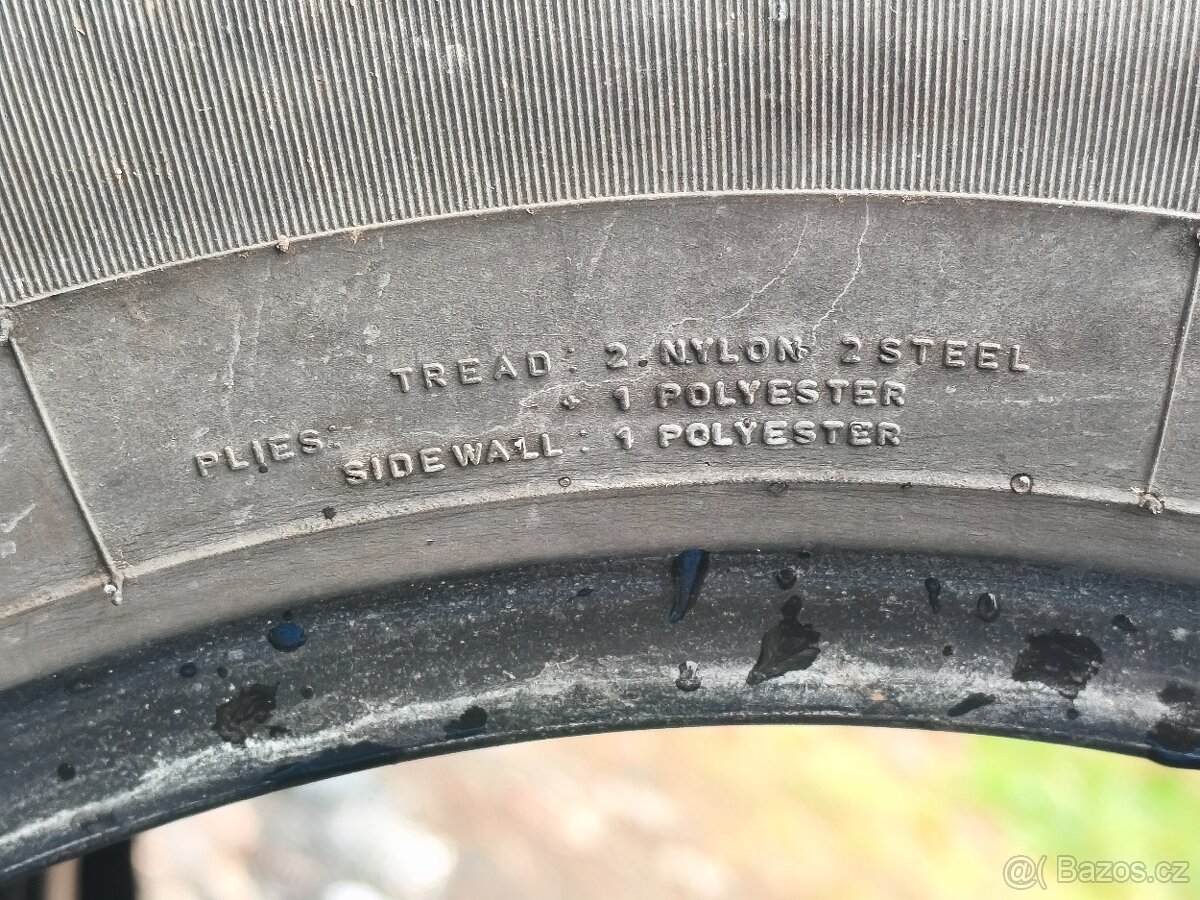 TREAD: 2 NYLON 2 STEEL
+ 1 POLYESTER
PLIES:
SIDEWALL: 1 POLYESTER
@( Bazos.cz